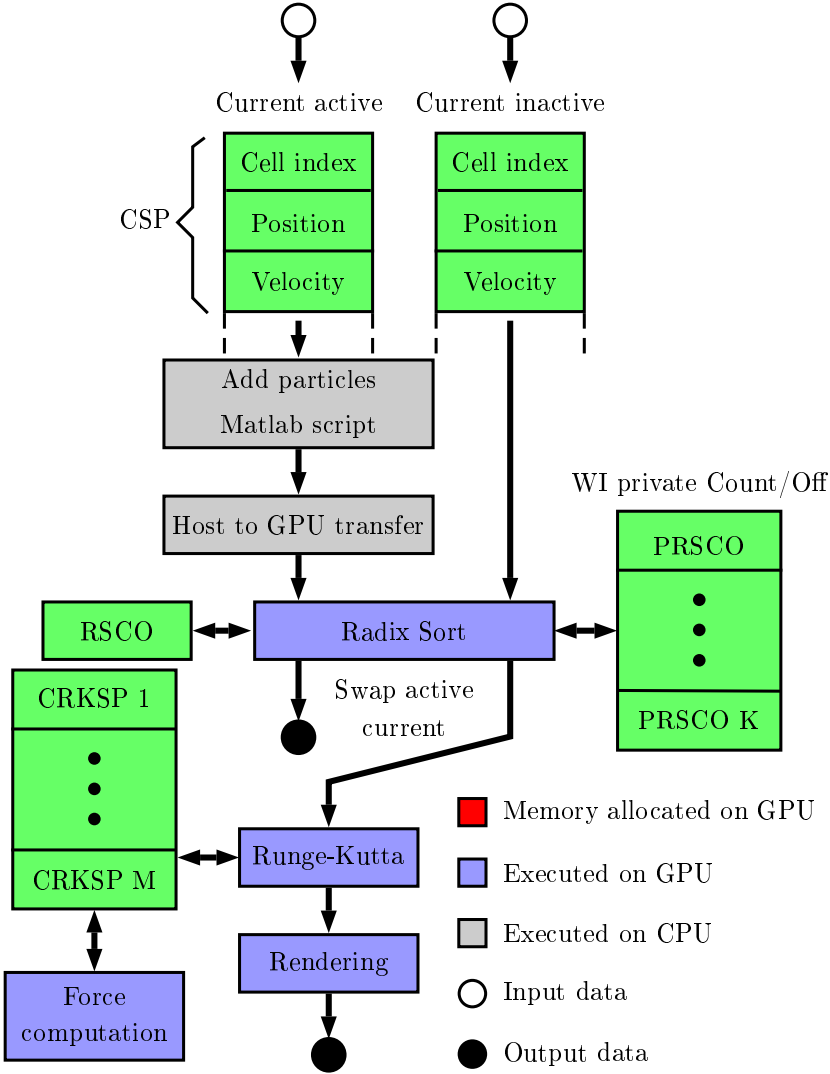 Current active
Current inactive
Cell index
Position
Velocity
CSP
Cell index
Position
Velocity
Add particles
Matlab script
Host to GPU transfer
WI private Count/Off
PRSCO
PRSCO K
RSCO
Radix Sort
Swap active
current
CRKSP 1
CRKSP M
Runge-Kutta
Rendering
Force
computation
Memory allocated on GPU
Executed on GPU
Executed on CPU
Input data
Output data